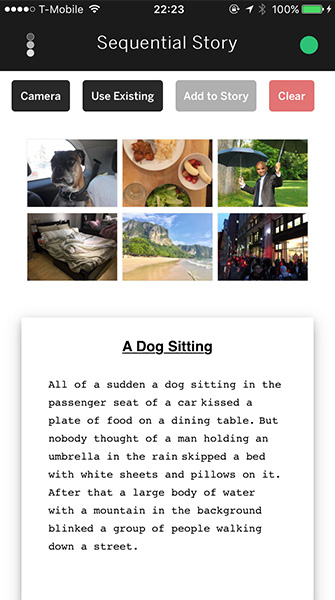 T-Mobile 22:23 100%
Sequential Story
Camera Use Existing Add to Story Clear
A Dog Sitting
All of a sudden a dog sitting in the
passenger seat of a car kissed a
plate of food on a dining table. But
nobody thought of a man holding an
umbrella in the rain skipped a bed
with white sheets and pillows on it.
After that a large body of water
with a mountain in the background
blinked a group of people walking
down a street.